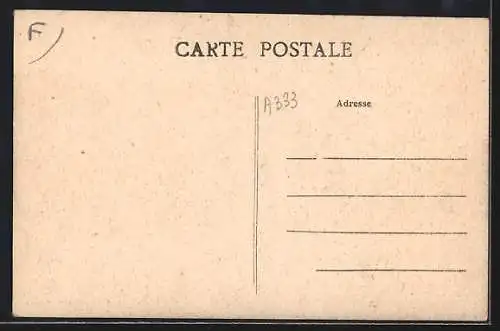 F
CARTE POSTALE
A333
Adresse